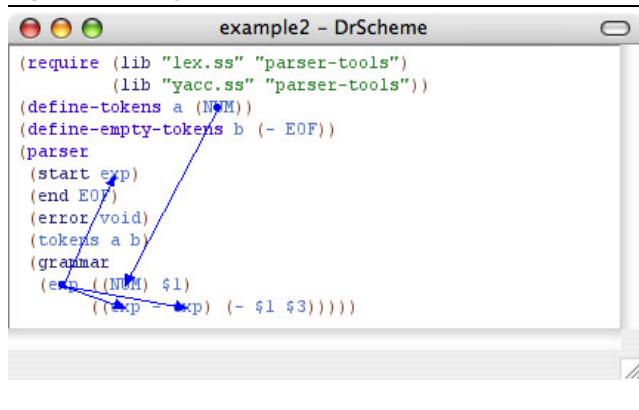 example2 – DrScheme
(require (lib "lex.ss" "parser-tools")
(lib "yacc.ss" "parser-tools"))
(define-tokens a (NUM))
(define-empty-tokens b (- EOF))
(parser
(start exp)
(end EOF)
(error void)
(tokens a b)
(grammar
(exp ((NUM) $1)
((exp - exp) (- $1 $3)))))